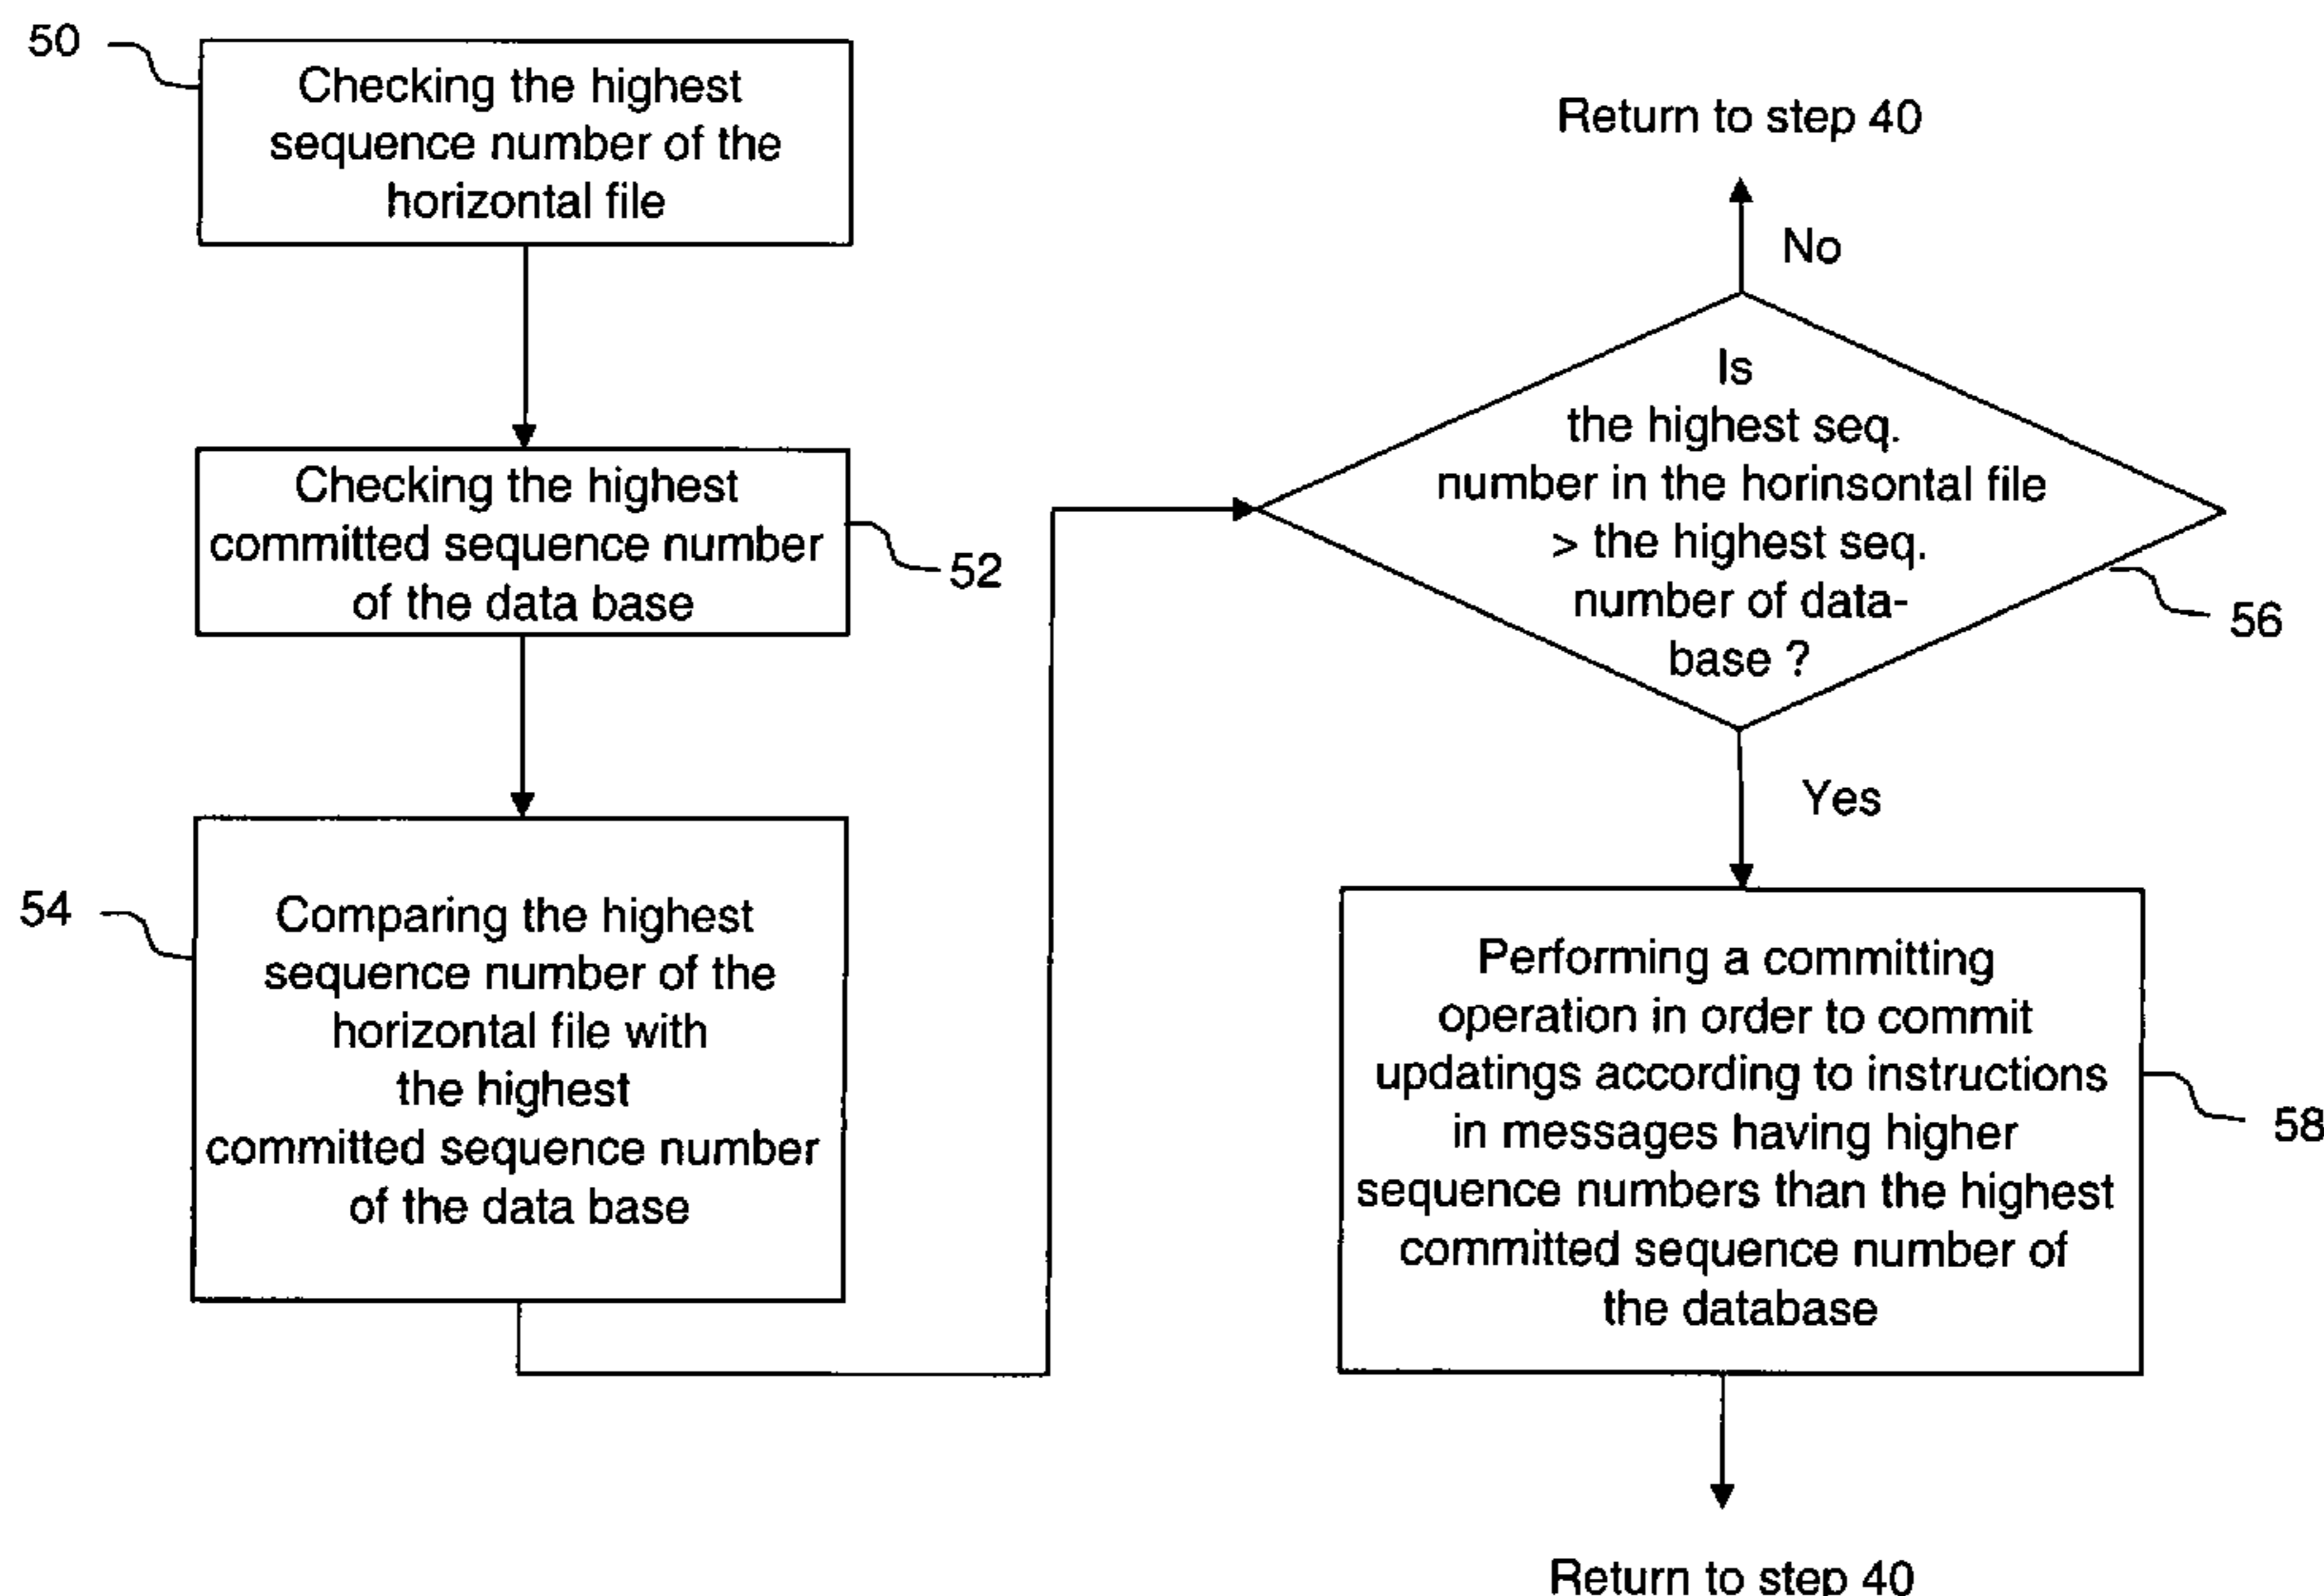 50
Checking the highest
sequence number of the
horizontal file
Checking the highest
committed sequence number
of the data base
52
54
Comparing the highest
sequence number of the
horizontal file with
the highest
committed sequence number
of the data base
Return to step 40
No
Is
the highest seq.
number in the horinsontal file
> the highest seq.
number of data-
base ?
56
Yes
Performing a committing
operation in order to commit
updatings according to instructions
in messages having higher
sequence numbers than the highest
committed sequence number of
the database
58
Return to step 40